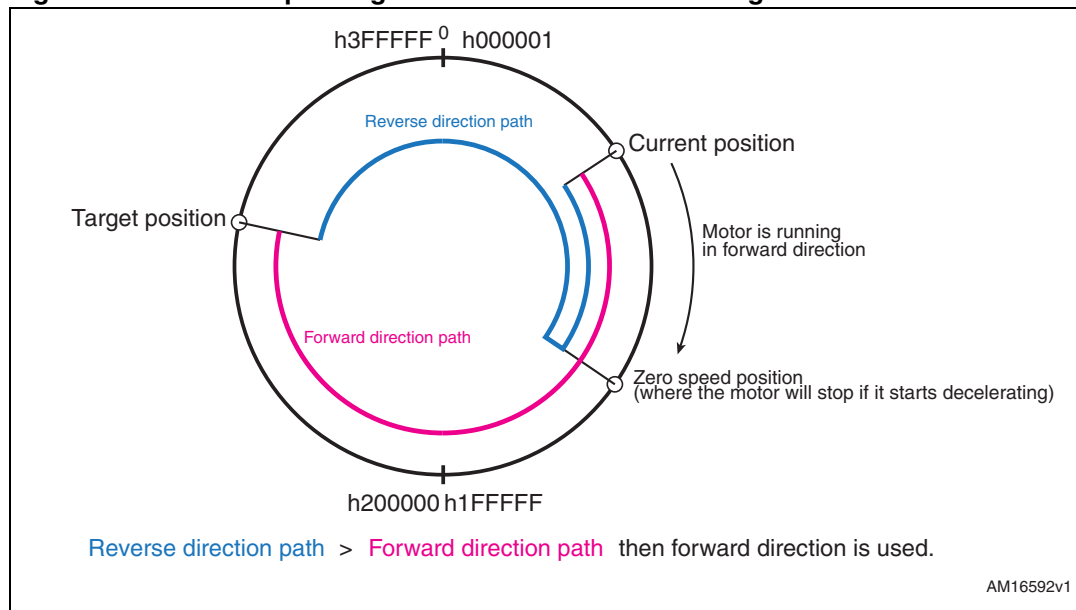 h3FFFFF 0 h000001
Reverse direction path
Current position
Target position
Motor is running
in forward direction
Forward direction path
Zero speed position
(where the motor will stop if it starts decelerating)
h200000 h1FFFFF
Reverse direction path > Forward direction path then forward direction is used.
AM16592v1